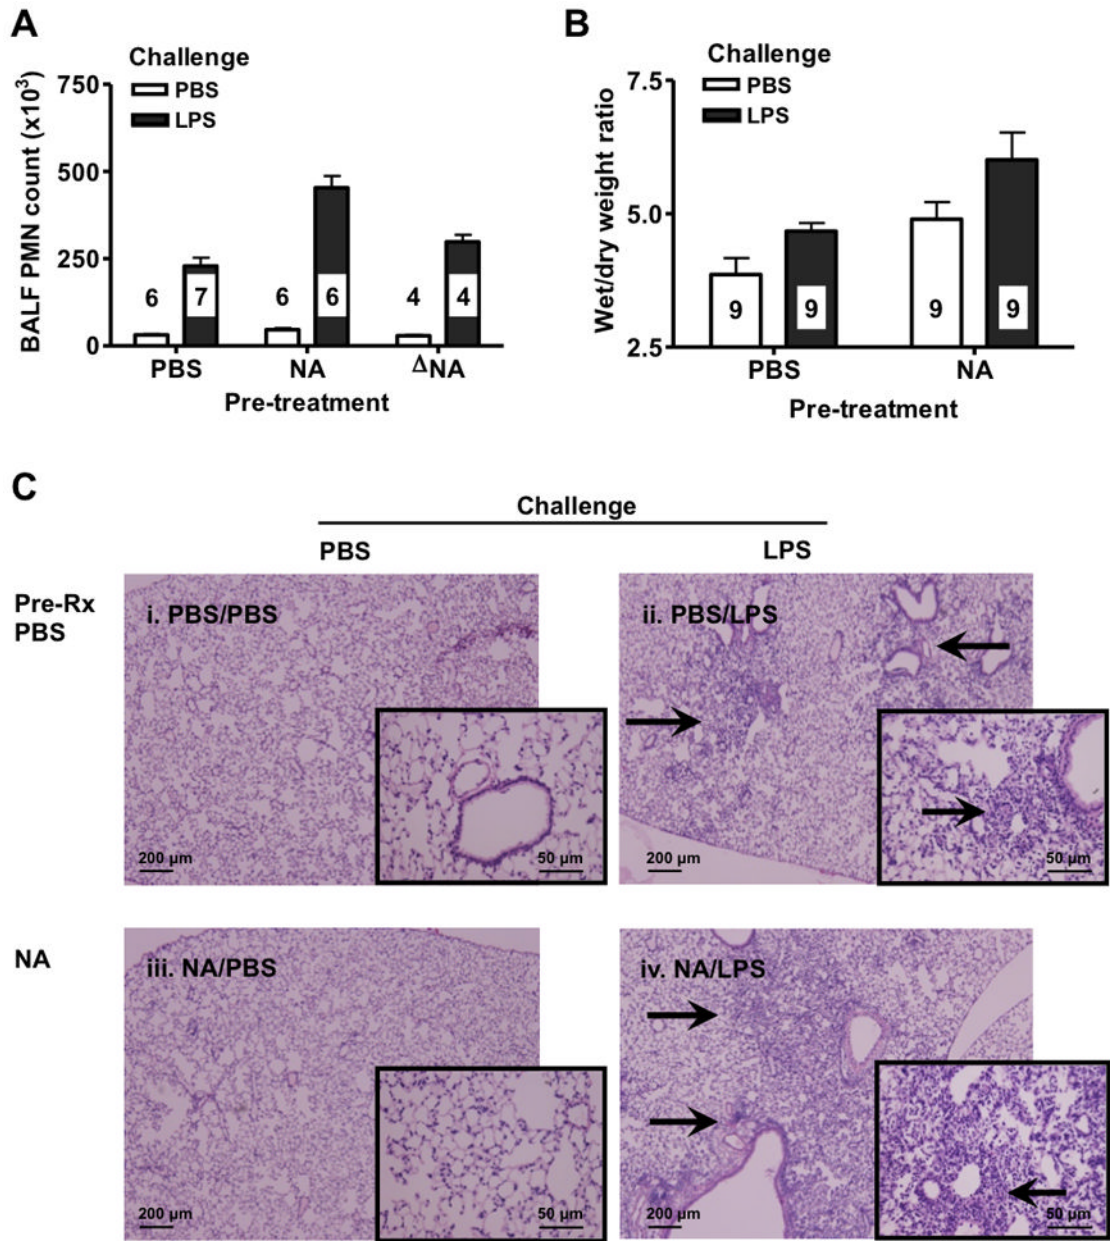 A
Challenge
PBS
LPS
BALF PMN count (x10³)
750
500
250
0
6
7
6
6
4
4
PBS
NA
ΔNA
Pre-treatment
B
Challenge
PBS
LPS
Wet/dry weight ratio
7.5
5.0
2.5
9
9
9
9
PBS
NA
Pre-treatment
C
Challenge
PBS
LPS
Pre-Rx
PBS
i. PBS/PBS
200 µm
50 µm
ii. PBS/LPS
200 µm
50 µm
NA
iii. NA/PBS
200 µm
50 µm
iv. NA/LPS
200 µm
50 µm